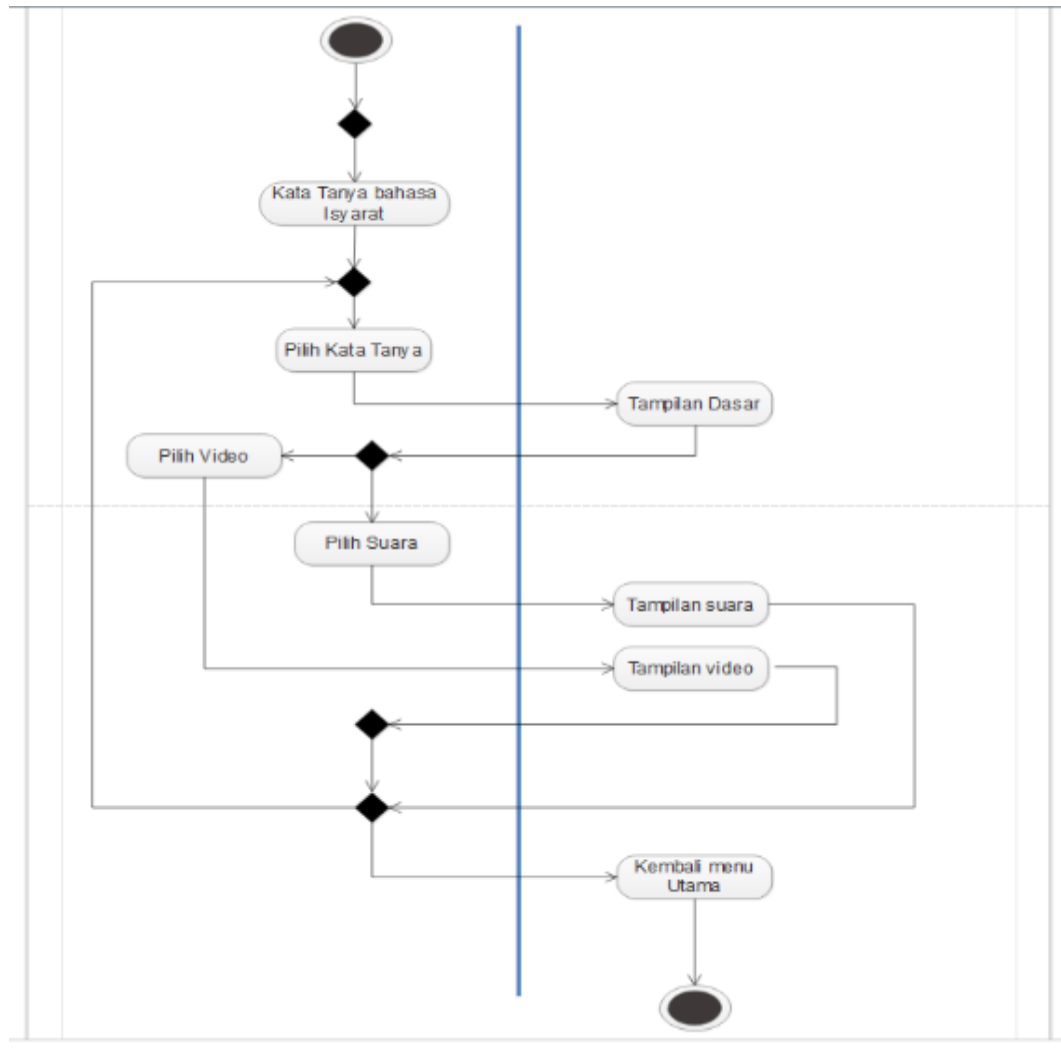 Kata Tanya bahasa
Isyarat
Pilih Kata Tanya
Tampilan Dasar
Pilih Video
Pilih Suara
Tampilan suara
Tampilan video
Kembali menu
Utama